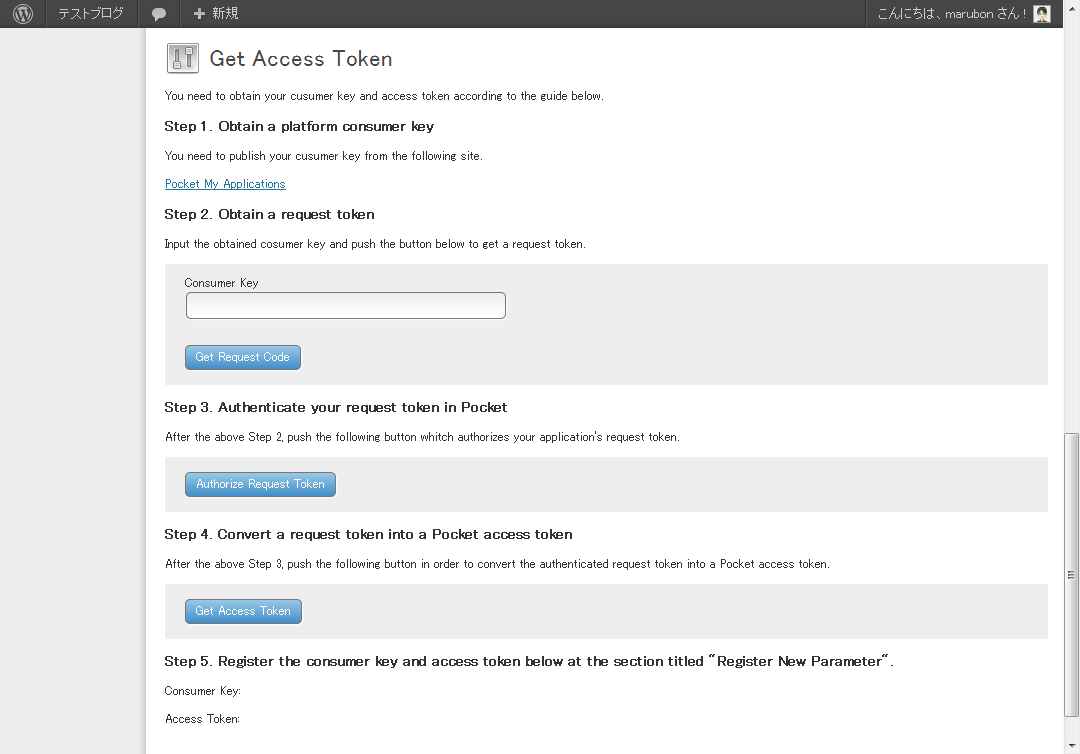 テストブログ
新規
こんにちは、marubon さん !
Get Access Token
You need to obtain your cusumer key and access token according to the guide below.
Step 1. Obtain a platform consumer key
You need to publish your cusumer key from the following site.
Pocket My Applications
Step 2. Obtain a request token
Input the obtained cosumer key and push the button below to get a request token.
Consumer Key
Get Request Code
Step 3. Authenticate your request token in Pocket
After the above Step 2, push the following button whitch authorizes your application's request token.
Authorize Request Token
Step 4. Convert a request token into a Pocket access token
After the above Step 3, push the following button in order to convert the authenticated request token into a Pocket access token.
Get Access Token
Step 5. Register the consumer key and access token below at the section titled "Register New Parameter".
Consumer Key:
Access Token: